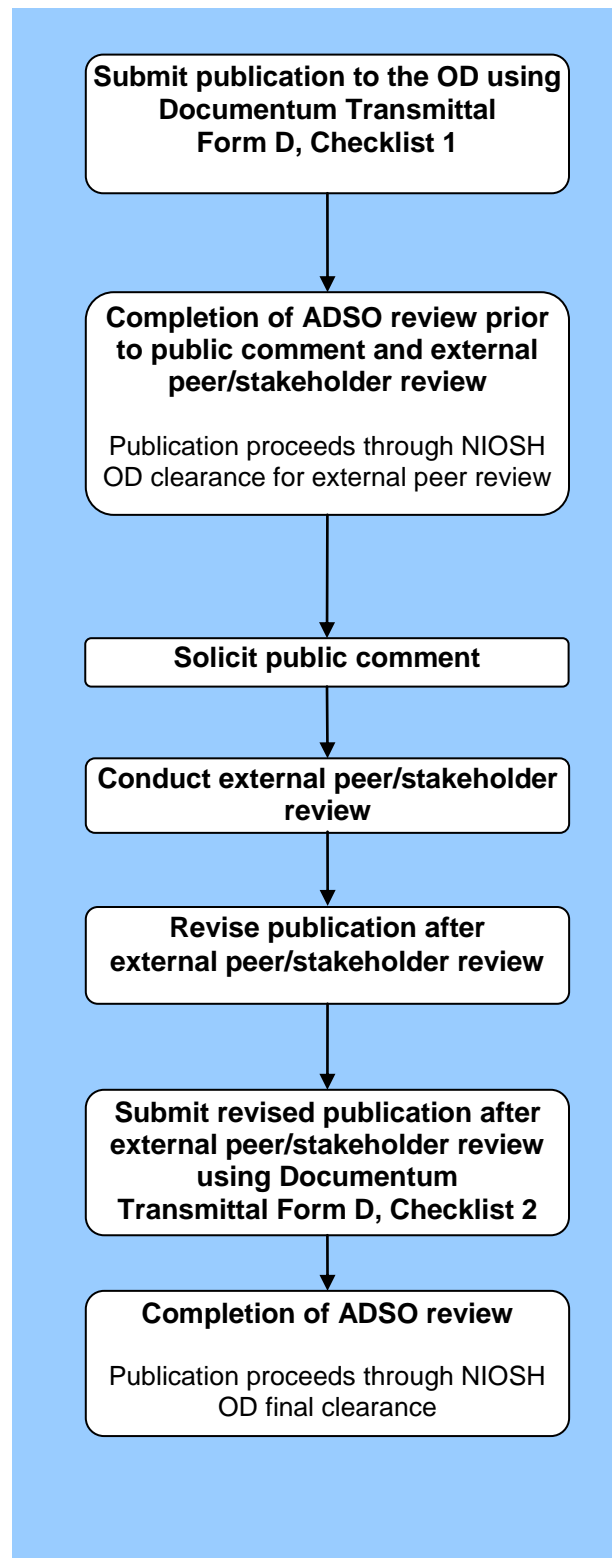 Submit publication to the OD using
Documentum Transmittal
Form D, Checklist 1
Completion of ADSO review prior
to public comment and external
peer/stakeholder review
Publication proceeds through NIOSH
OD clearance for external peer review
Solicit public comment
Conduct external peer/stakeholder
review
Revise publication after
external peer/stakeholder review
Submit revised publication after
external peer/stakeholder review
using Documentum
Transmittal Form D, Checklist 2
Completion of ADSO review
Publication proceeds through NIOSH
OD final clearance